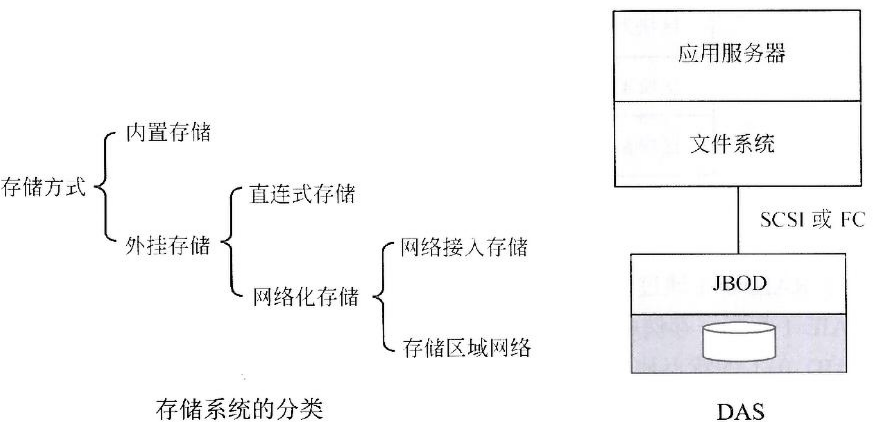 存储方式
内置存储
外挂存储
直连式存储
网络化存储
网络接入存储
存储区域网络
存储系统的分类
应用服务器
文件系统
SCSI 或 FC
JBOD
DAS